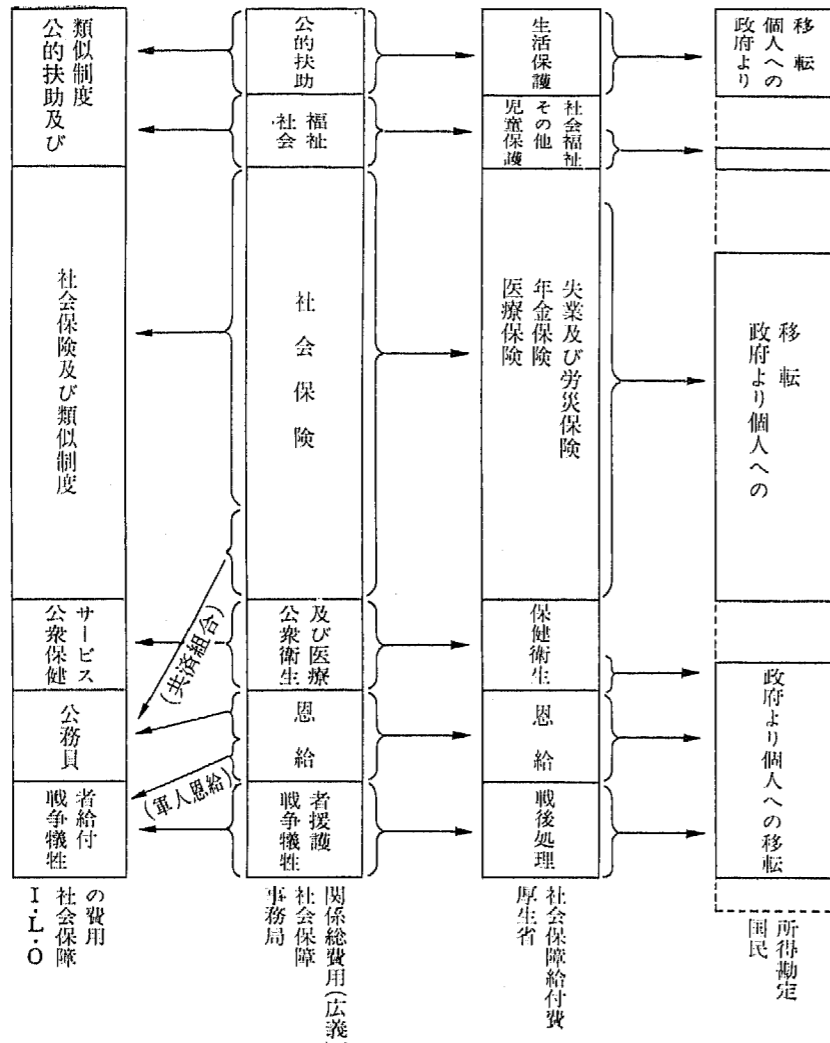 公的扶助及び
類似制度
社会保険及び類似制度
公衆保健
サービス
公務員
戦争犠牲
者給付
I.L.O
社会保障
の費用
(共済組合)
(軍人恩給)
公的扶助
社会
福祉
社会保険
公衆衛生
及び医療
恩給
戦争犠牲
者援護
事務局
社会保障
関係総費用(広義
生活保護
児童保護
その他
社会福祉
医療保険
年金保険
失業及び労災保険
保健衛生
恩給
戦後処理
厚生省
社会保障給付費
政府より
個人への
移転
政府より個人への
移転
政府より個人への移転
国民
所得勘定